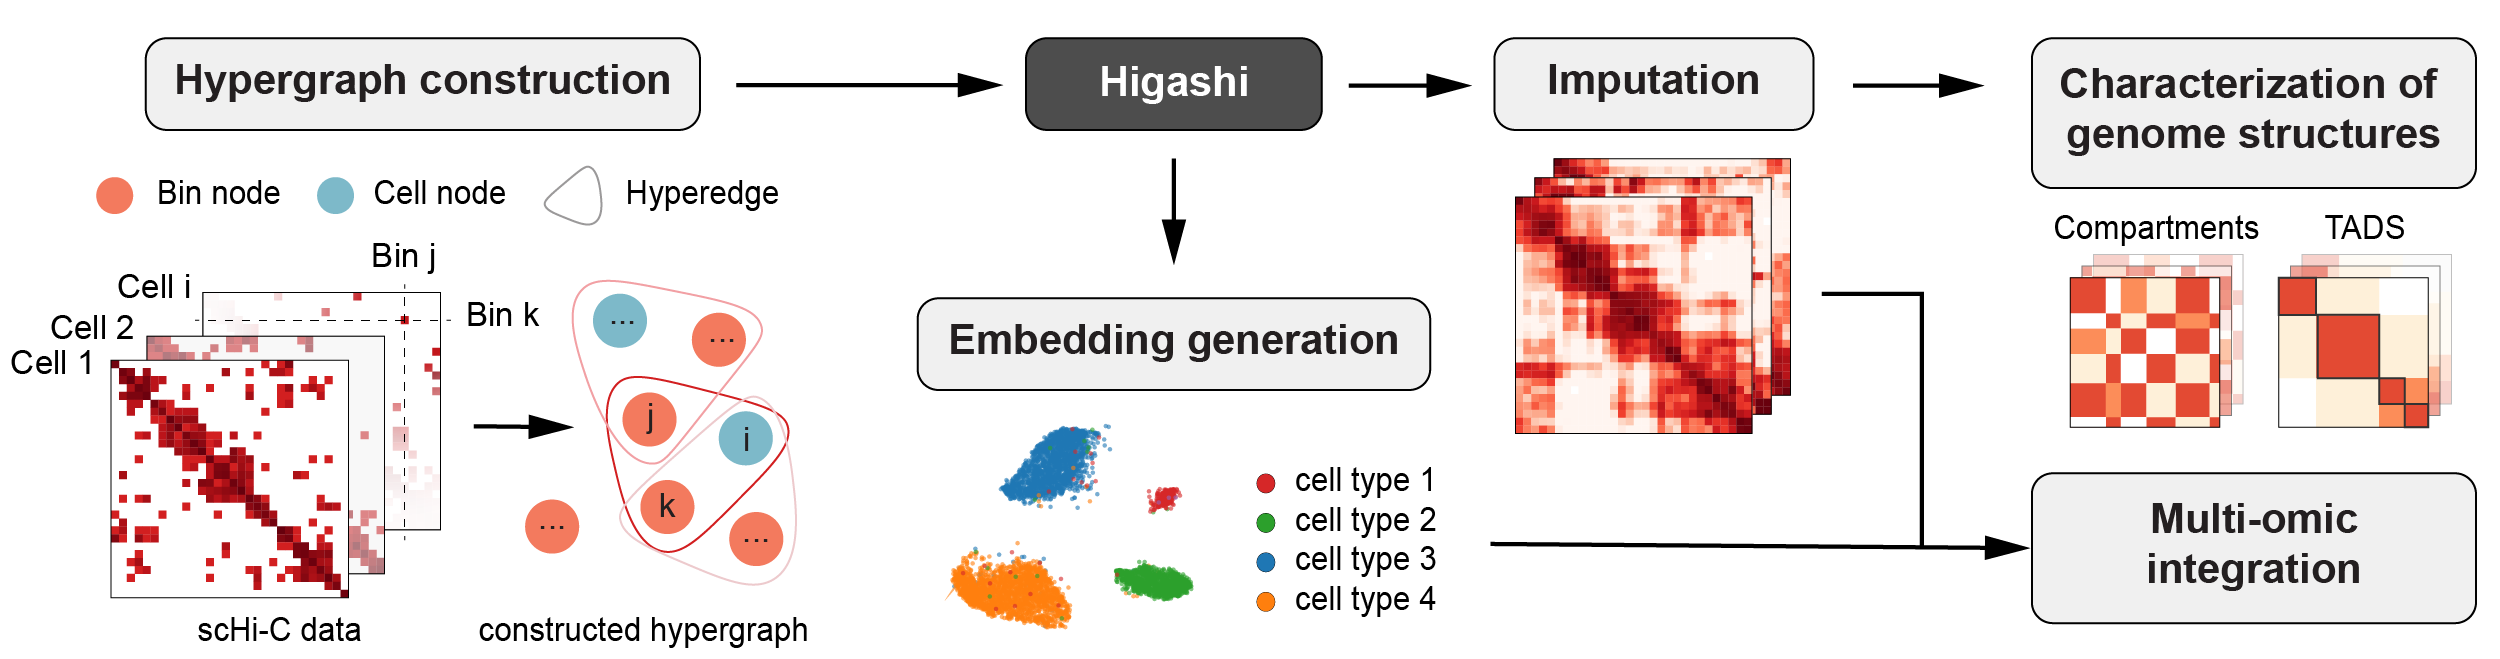 Hypergraph construction
Higashi
Imputation
Characterization of
genome structures
Bin node
Cell node
Hyperedge
Compartments
TADS
Bin j
Cell i
Bin k
Cell 2
Cell 1
...
...
j
i
k
...
...
scHi-C data
constructed hypergraph
Embedding generation
cell type 1
cell type 2
cell type 3
cell type 4
Multi-omic
integration